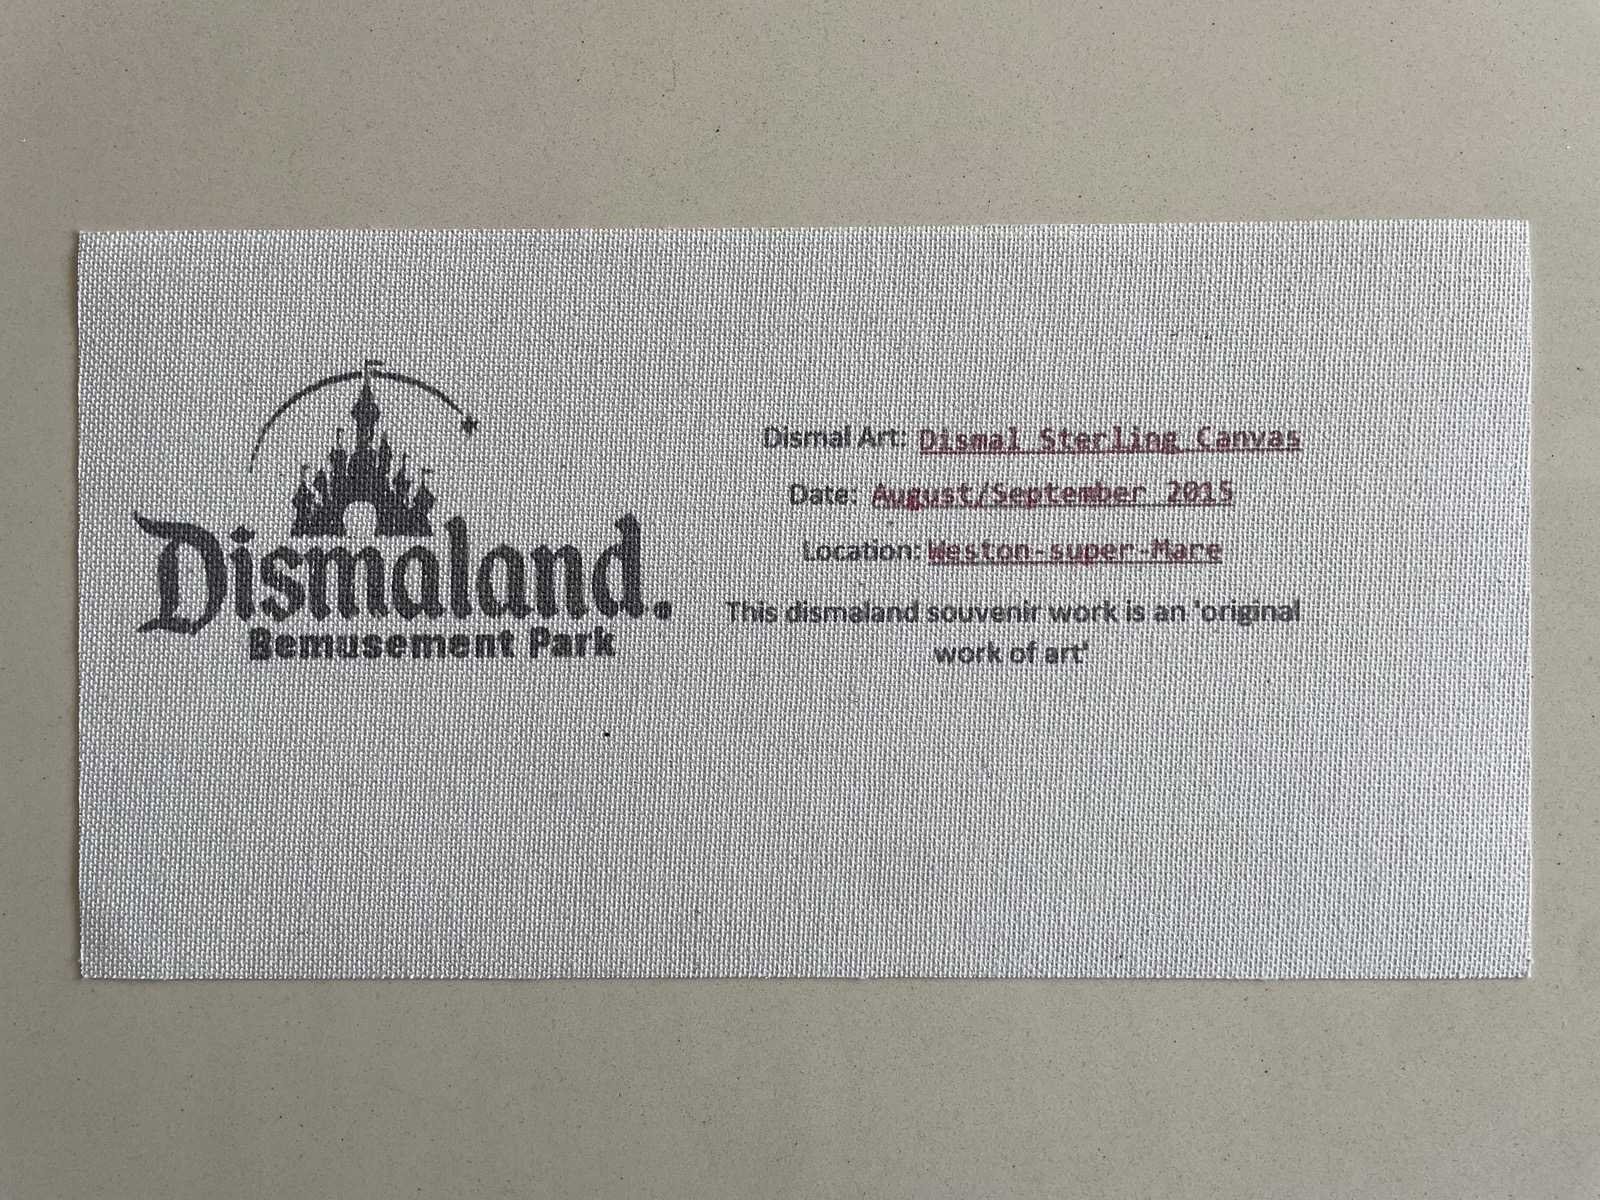 Dismaland.
Bemusement Park
Dismal Art: Dismal Sterling Canvas
Date: August/September 2015
Location: Weston-super-Mare
This dismaland souvenir work is an 'original
work of art'